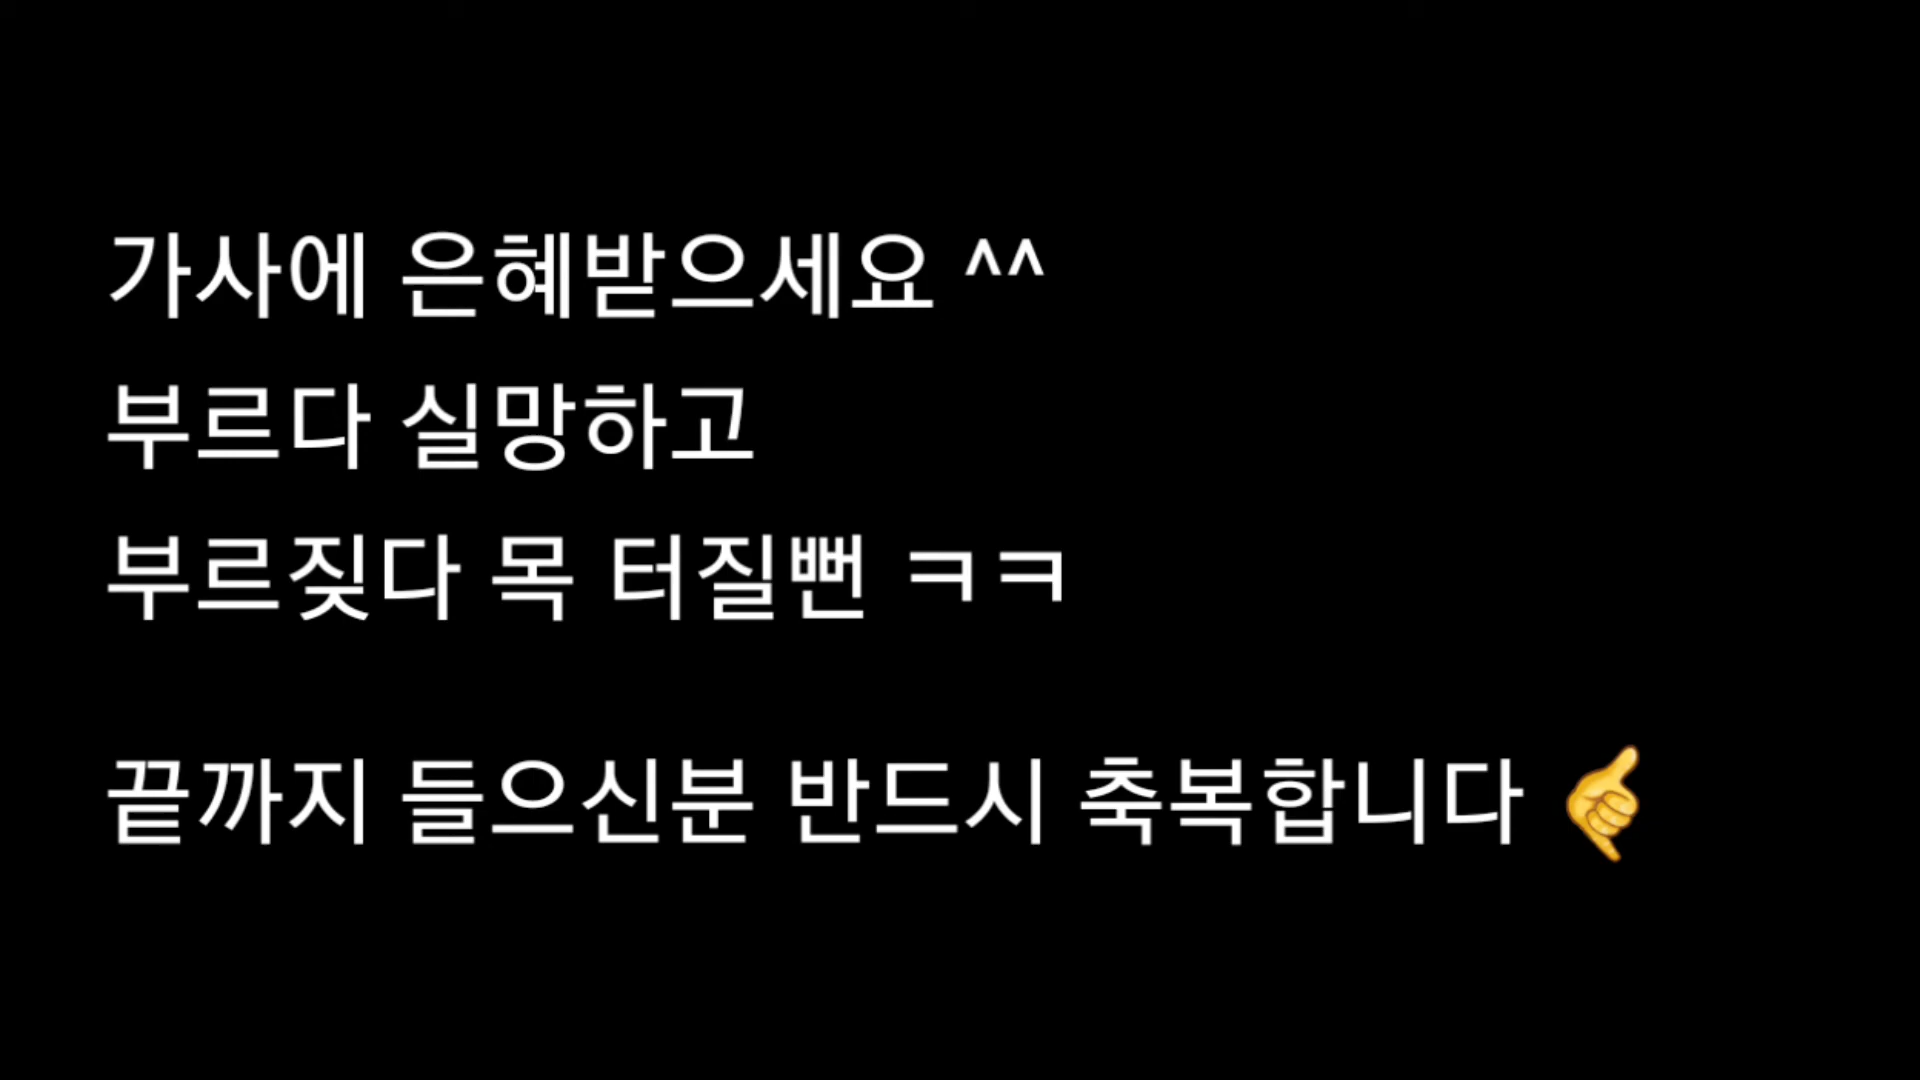 가사에 은혜받으세요 ^^
부르다 실망하고
부르짖다 목 터질뻔 ㅋㅋ
끝까지 들으신분 반드시 축복합니다 🤙